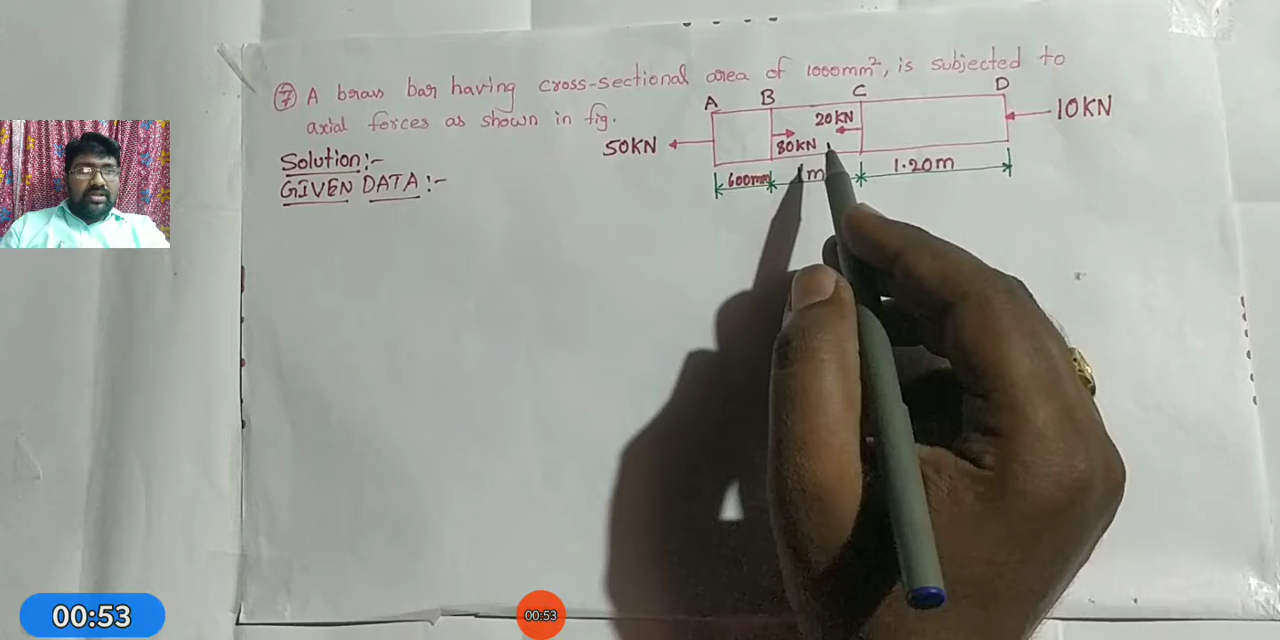 ⑦ A brass bar having cross-sectional area of 1000mm², is subjected to
axial forces as shown in fig.
Solution:-
GIVEN DATA:-
A B C D
20KN
10KN
50KN
80KN
600mm 1m 1.20m
00:53
00:53